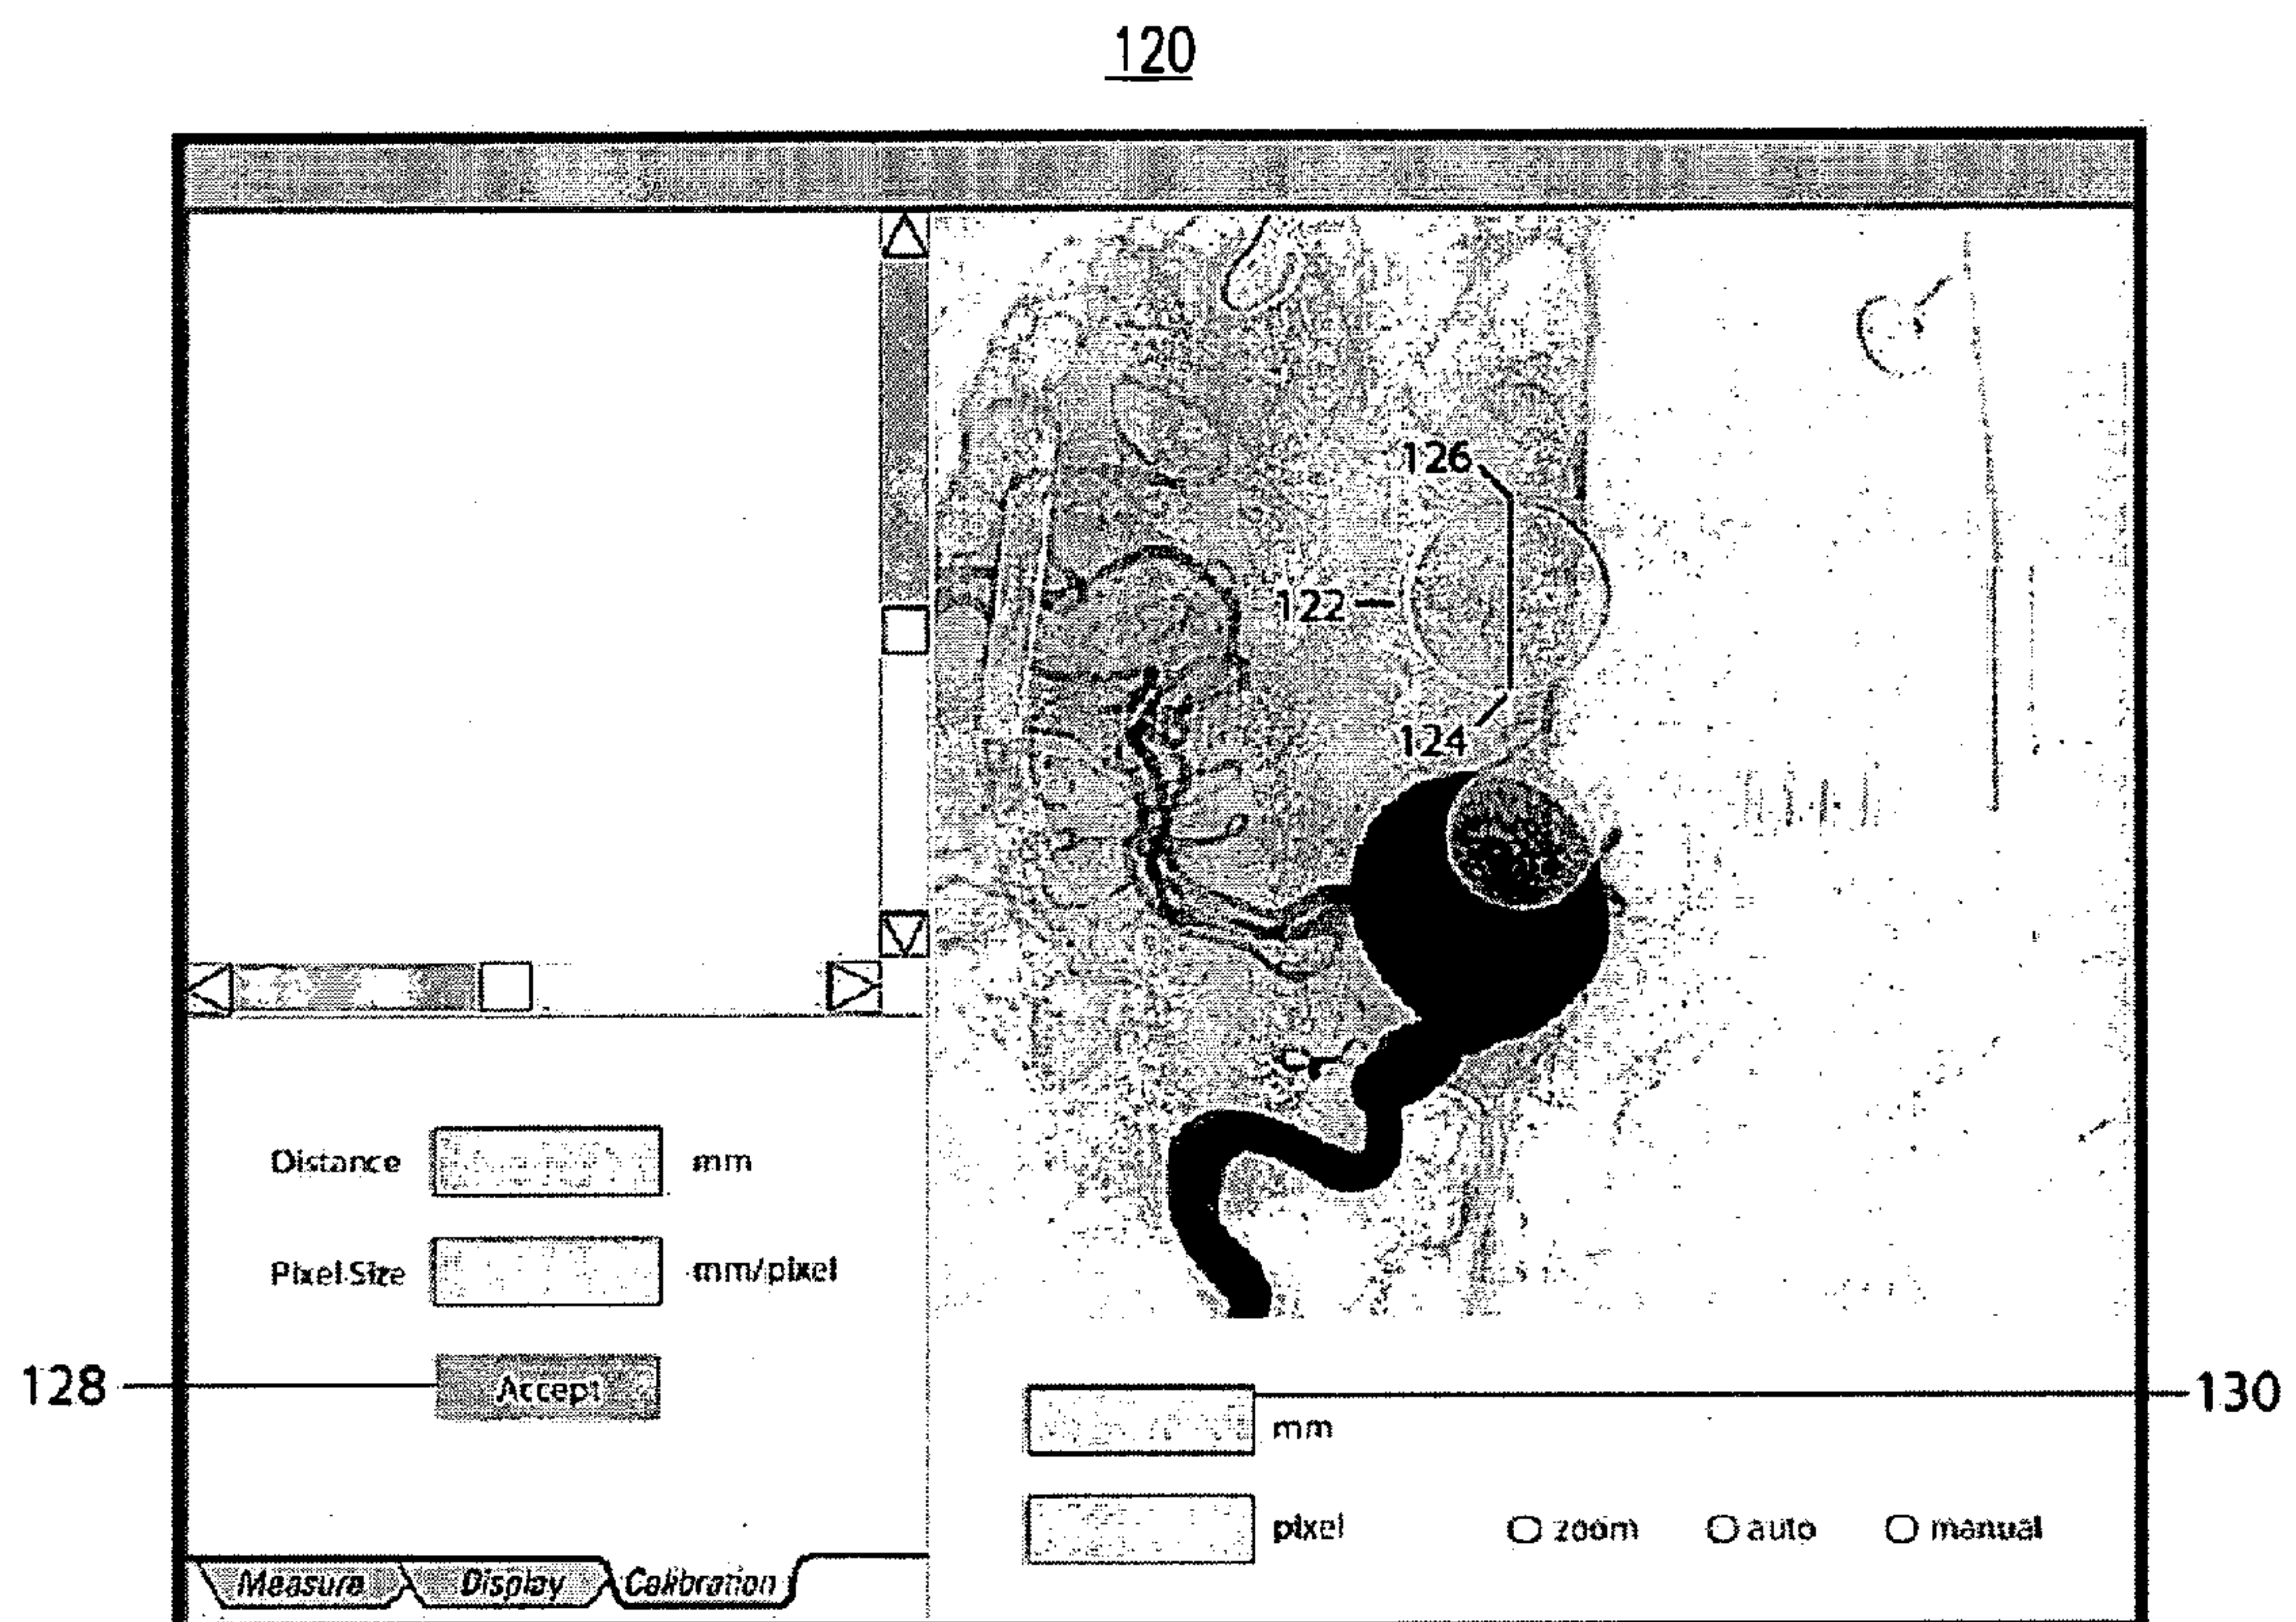 120
126
122
124
Distance mm
Pixel Size mm/pixel
128 Accept
130
mm
pixel zoom auto manual
Measure Display Calibration